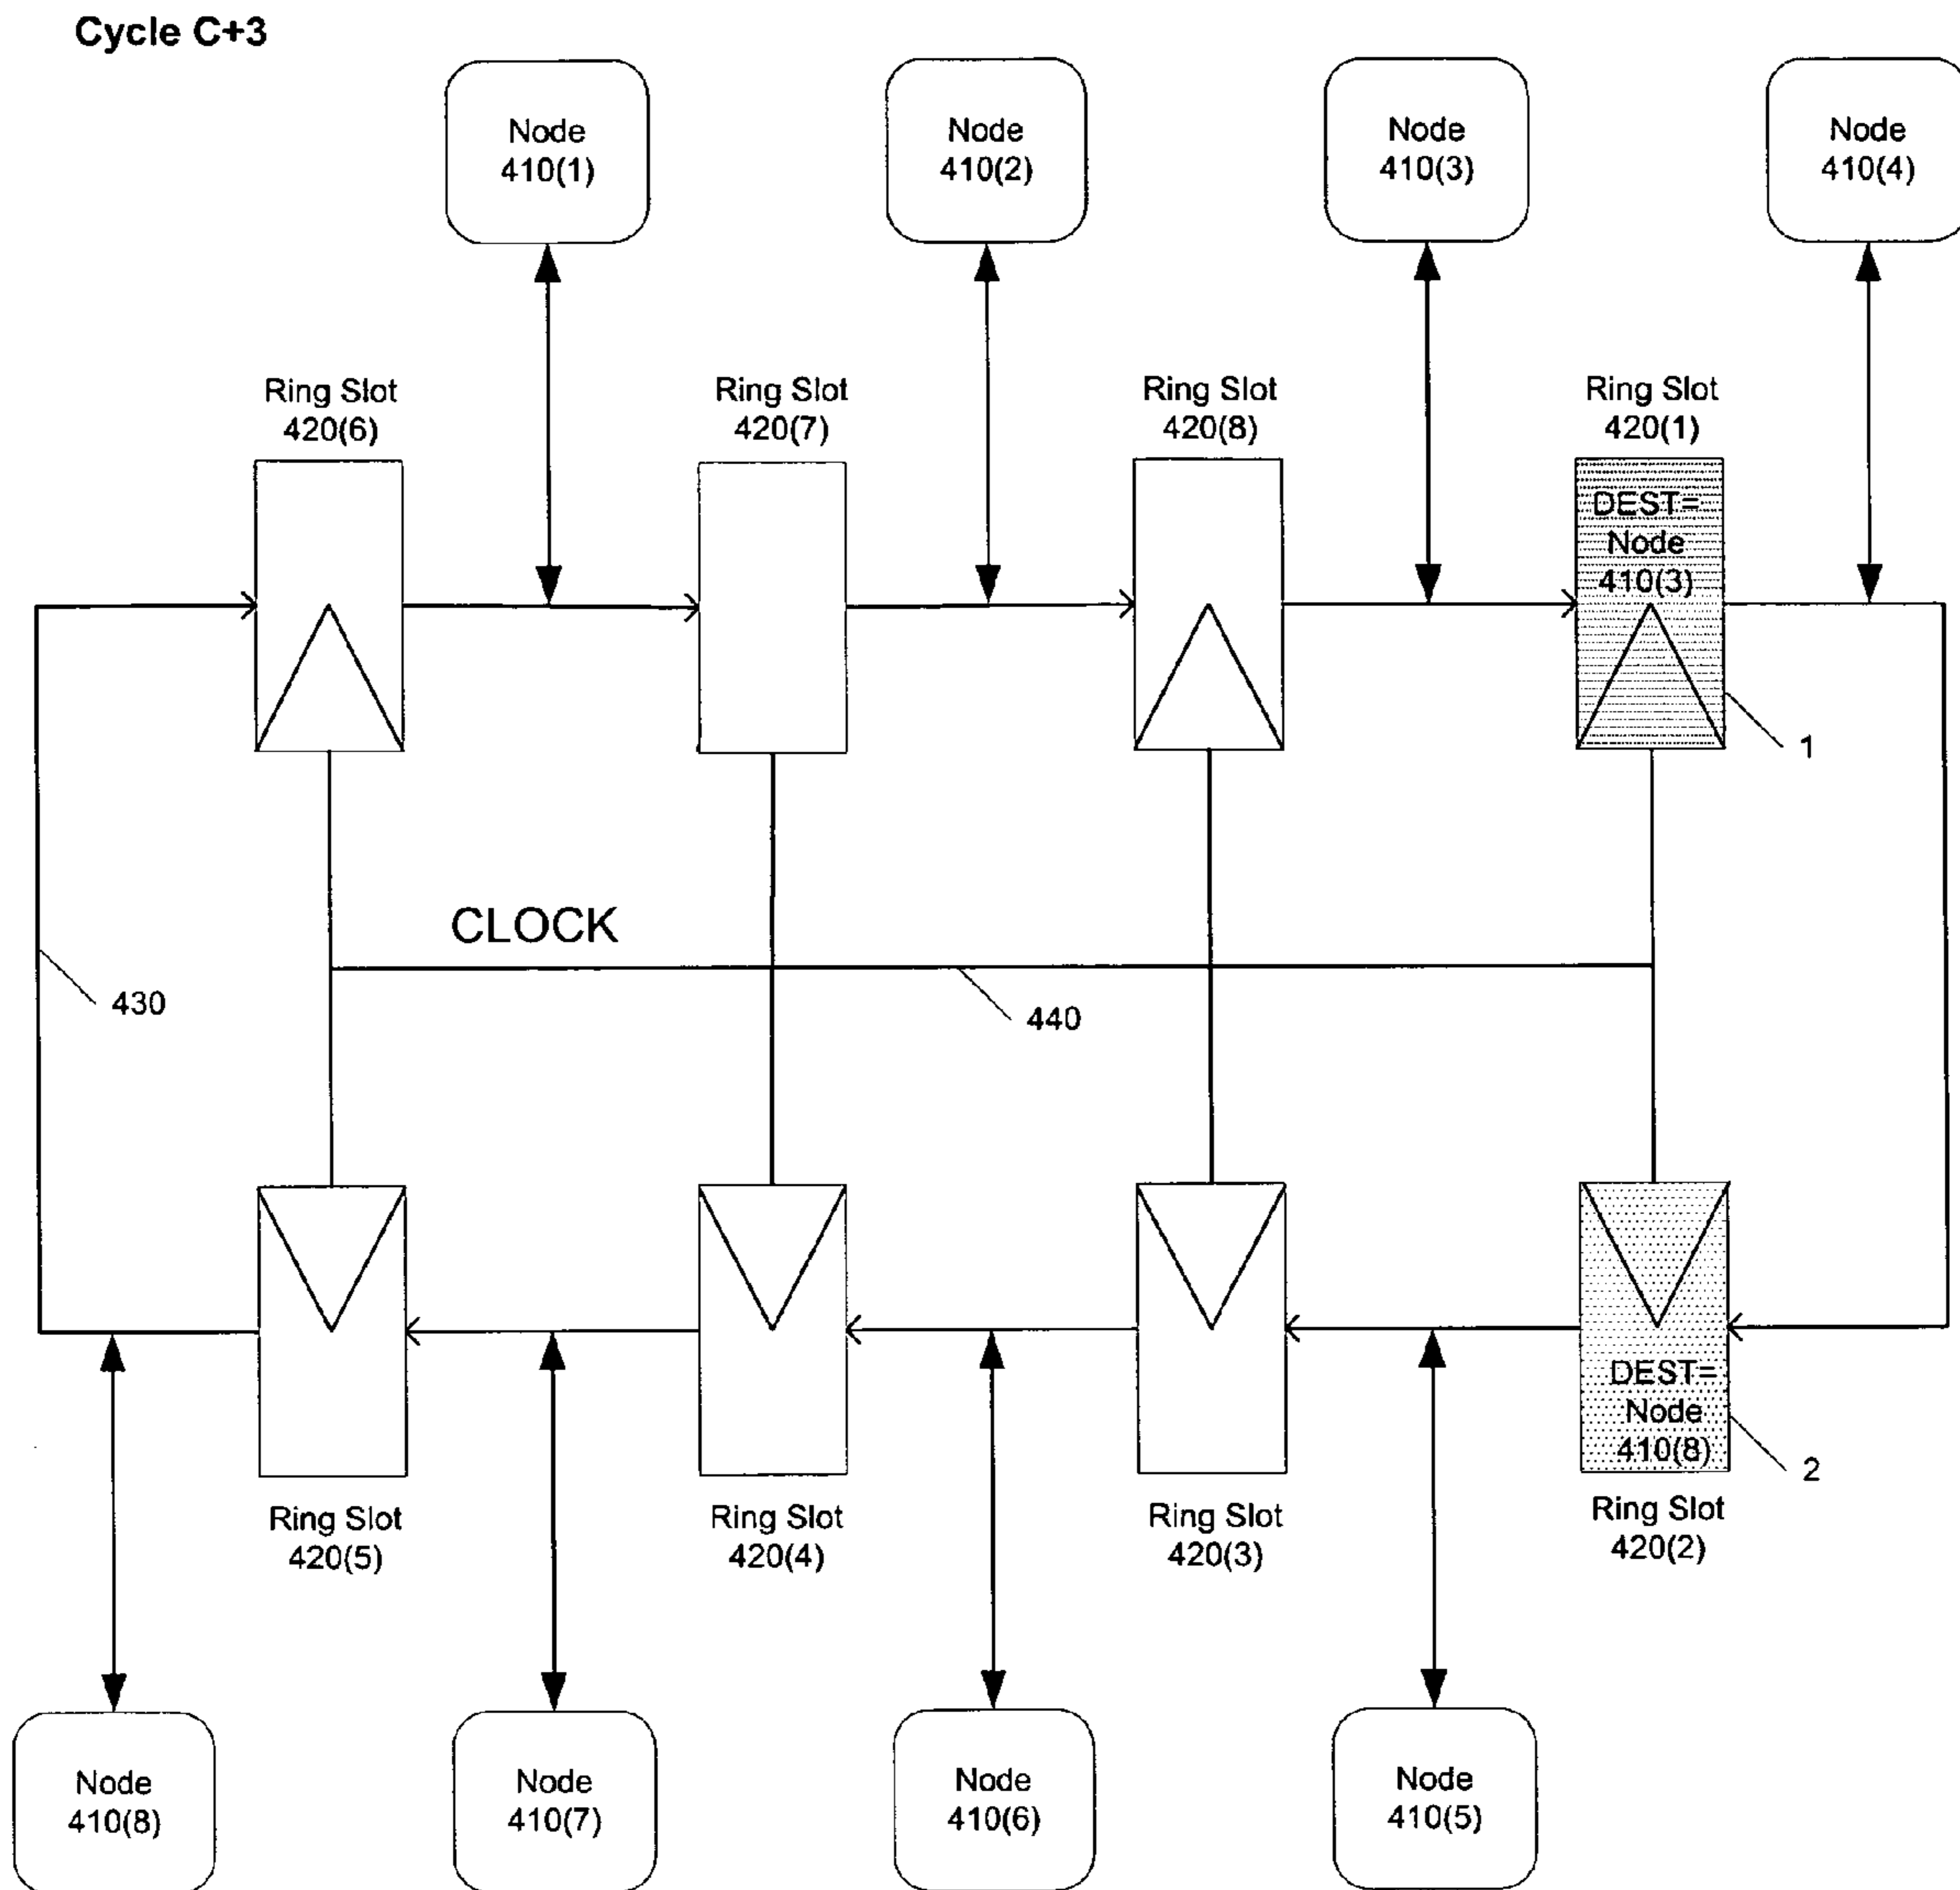 Cycle C+3
Node
410(1)
Node
410(2)
Node
410(3)
Node
410(4)
Ring Slot
420(6)
Ring Slot
420(7)
Ring Slot
420(8)
Ring Slot
420(1)
DEST=
Node
410(3)
1
CLOCK
430
440
DEST=
Node
410(8)
2
Ring Slot
420(5)
Ring Slot
420(4)
Ring Slot
420(3)
Ring Slot
420(2)
Node
410(8)
Node
410(7)
Node
410(6)
Node
410(5)